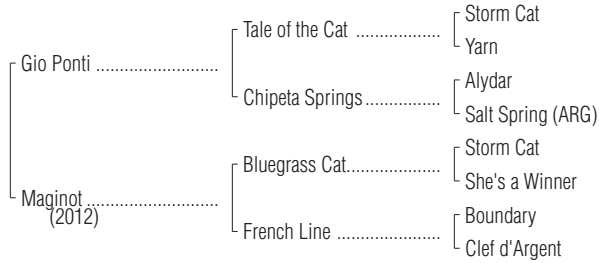 Storm Cat
Tale of the Cat ..................
Yarn
Gio Ponti ..........................
Alydar
Chipeta Springs ................
Salt Spring (ARG)
Storm Cat
Bluegrass Cat....................
She's a Winner
Maginot ............................
(2012)
Boundary
French Line ......................
Clef d'Argent